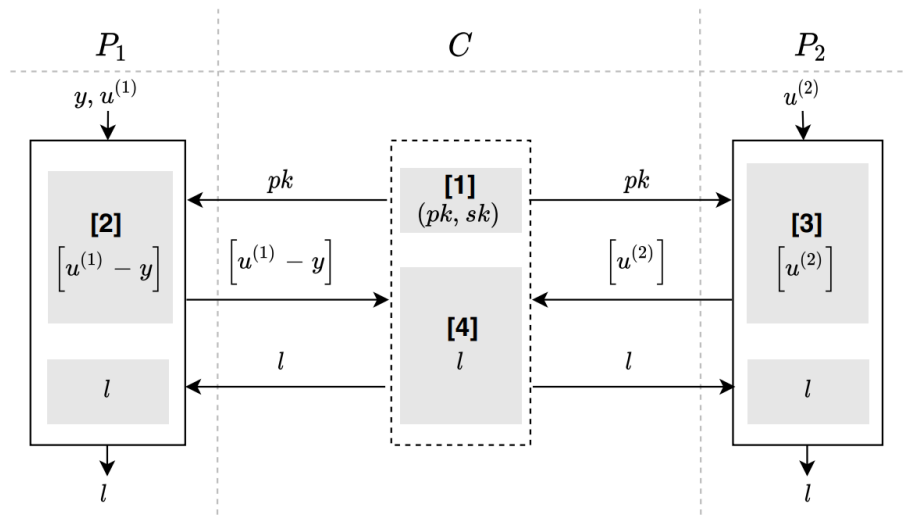 P₁ C P₂
y, u⁽¹⁾ u⁽²⁾
pk [1] pk
(pk, sk)
[2] [3]
[u⁽¹⁾ − y] [u⁽¹⁾ − y] [u⁽²⁾] [u⁽²⁾]
[4]
l l l
l l
l l